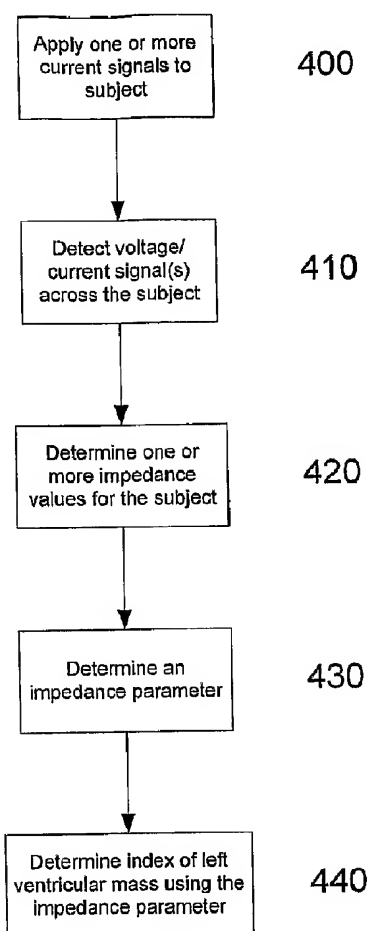 Apply one or more
current signals to
subject
400
Detect voltage/
current signal(s)
across the subject
410
Determine one or
more impedance
values for the subject
420
Determine an
impedance parameter
430
Determine index of left
ventricular mass using the
impedance parameter
440